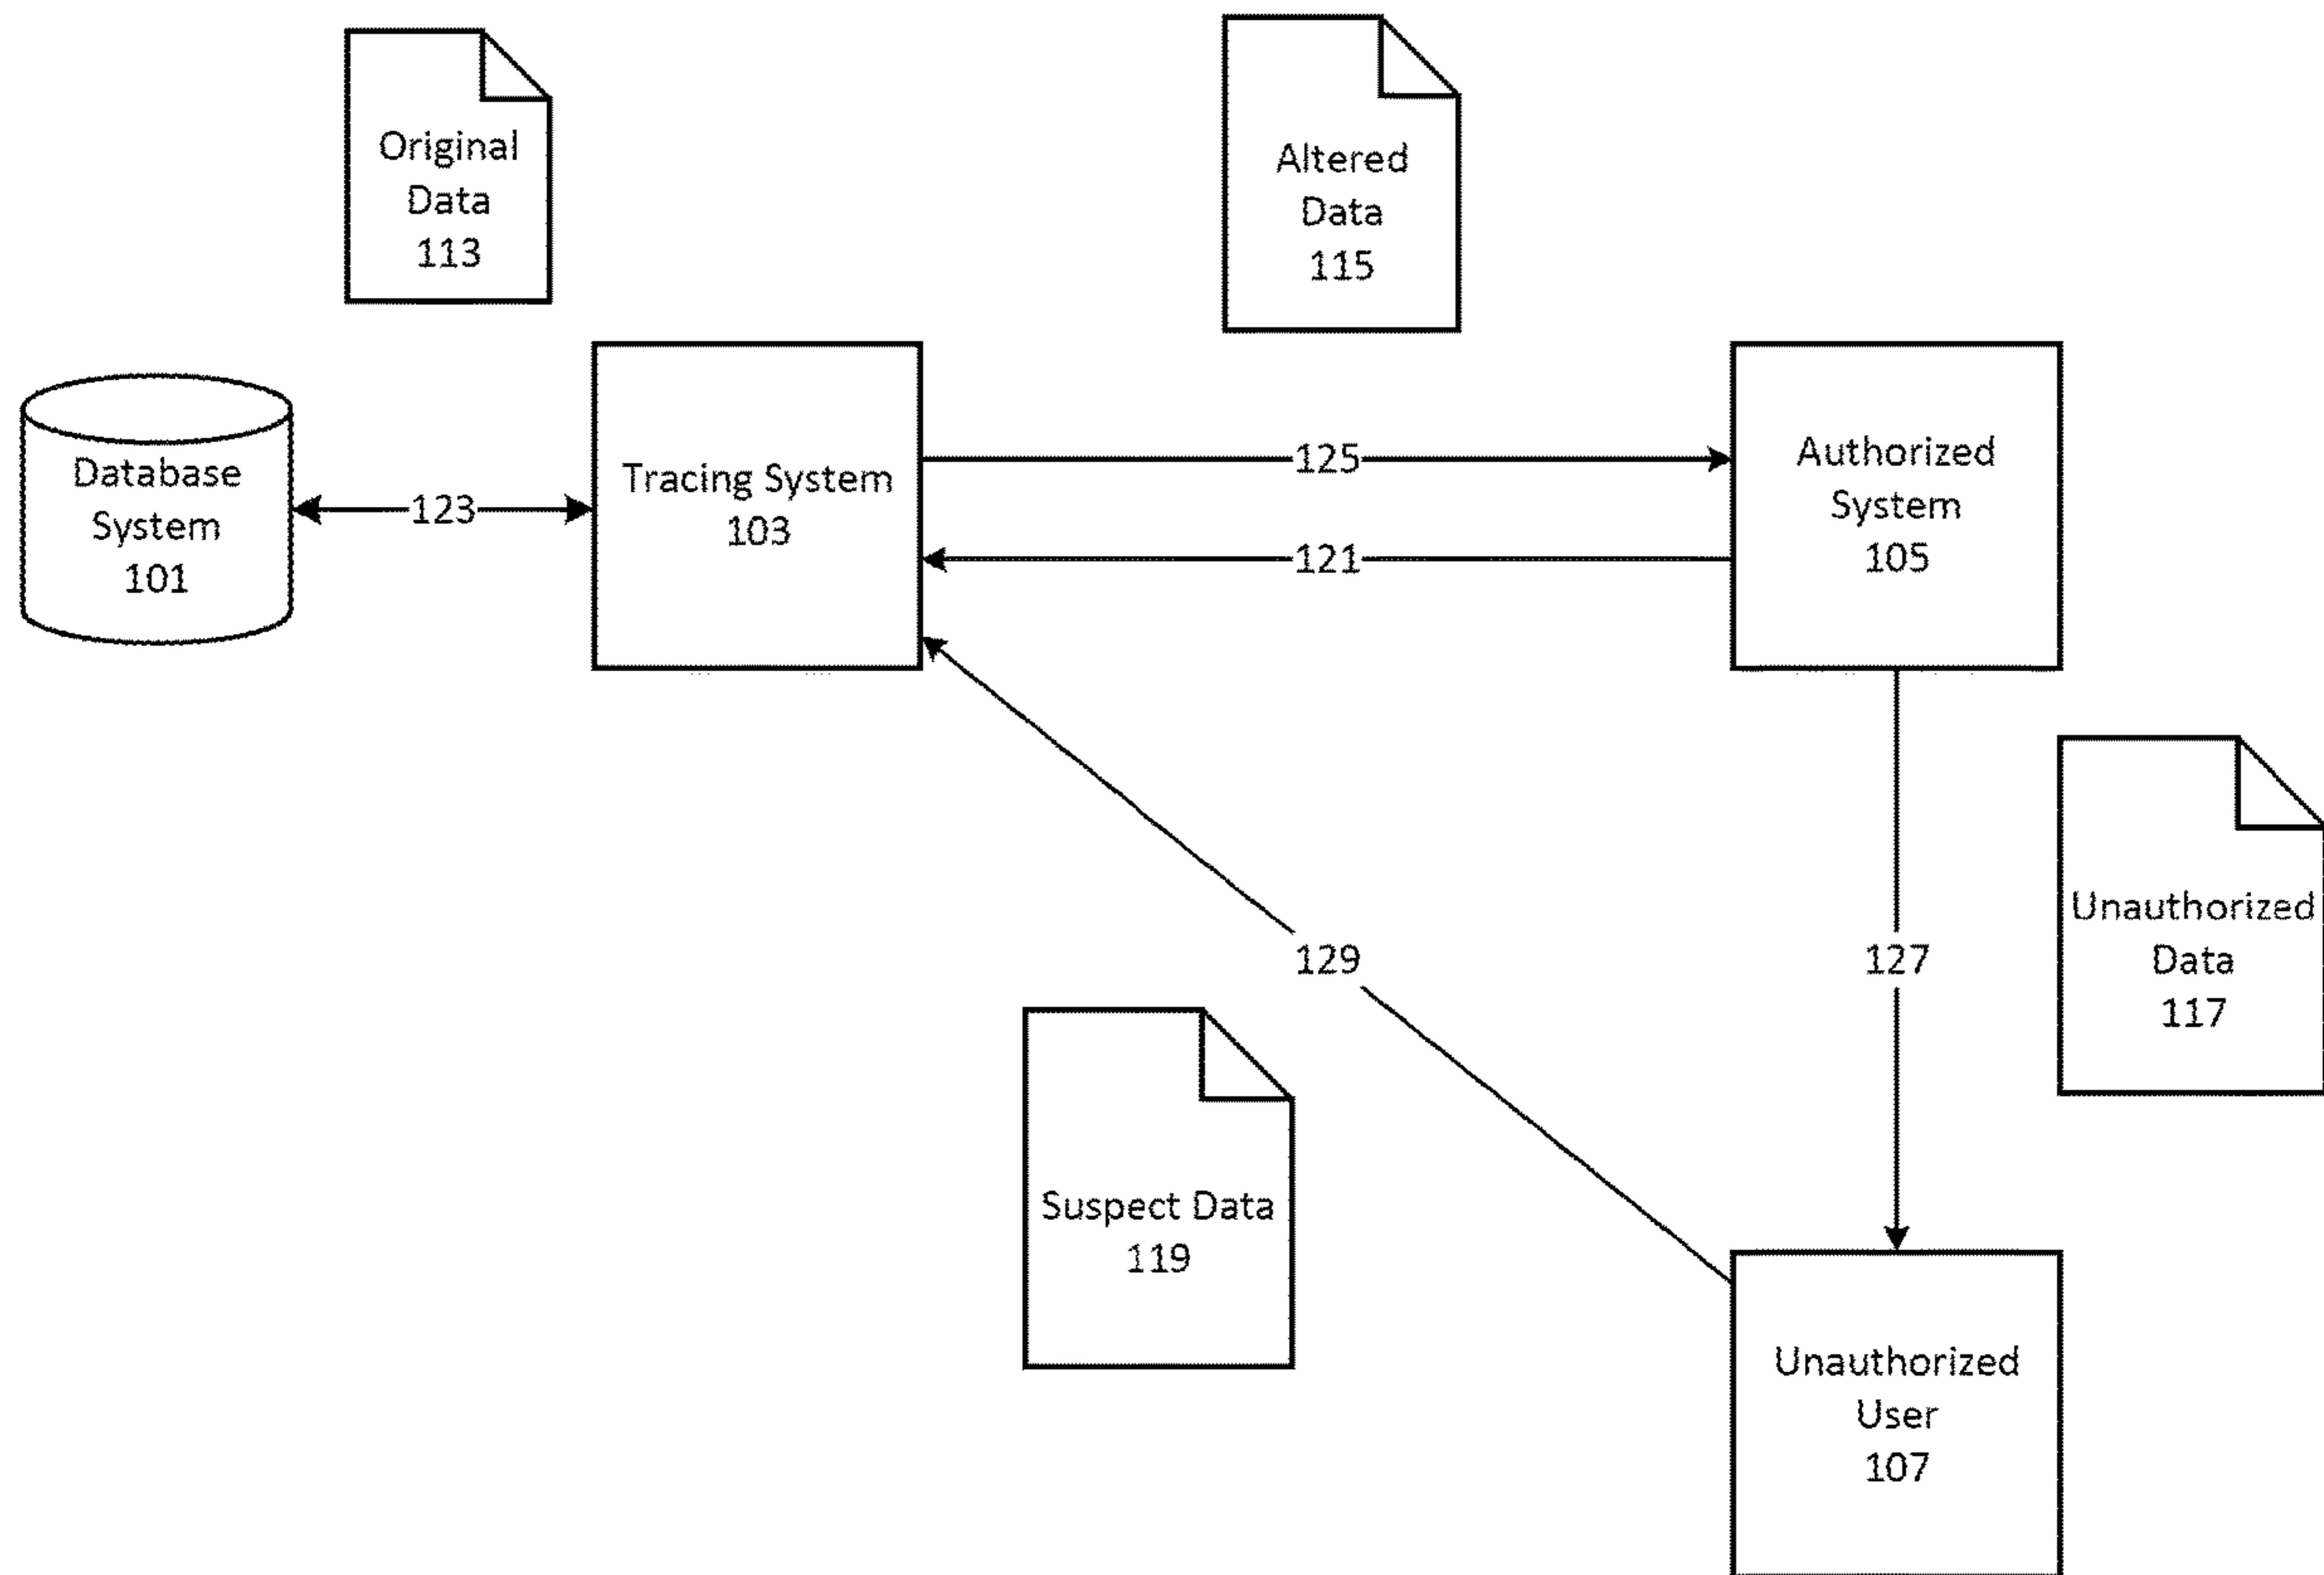 Original
Data
113
Altered
Data
115
Database
System
101
123
Tracing System
103
125
121
Authorized
System
105
129
127
Unauthorized
Data
117
Suspect Data
119
Unauthorized
User
107